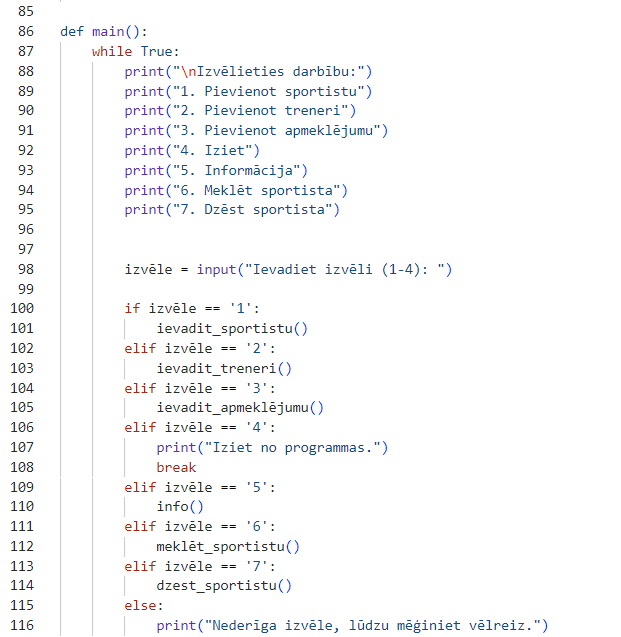 85
86 def main():
87     while True:
88         print("\nIzvēlieties darbību:")
89         print("1. Pievienot sportistu")
90         print("2. Pievienot treneri")
91         print("3. Pievienot apmeklējumu")
92         print("4. Iziet")
93         print("5. Informācija")
94         print("6. Meklēt sportista")
95         print("7. Dzēst sportista")
96
97
98         izvēle = input("Ievadiet izvēli (1-4): ")
99
100         if izvēle == '1':
101             ievadit_sportistu()
102         elif izvēle == '2':
103             ievadit_treneri()
104         elif izvēle == '3':
105             ievadit_apmeklējumu()
106         elif izvēle == '4':
107             print("Iziet no programmas.")
108             break
109         elif izvēle == '5':
110             info()
111         elif izvēle == '6':
112             meklēt_sportistu()
113         elif izvēle == '7':
114             dzest_sportistu()
115         else:
116             print("Nederīga izvēle, lūdzu mēģiniet vēlreiz.")